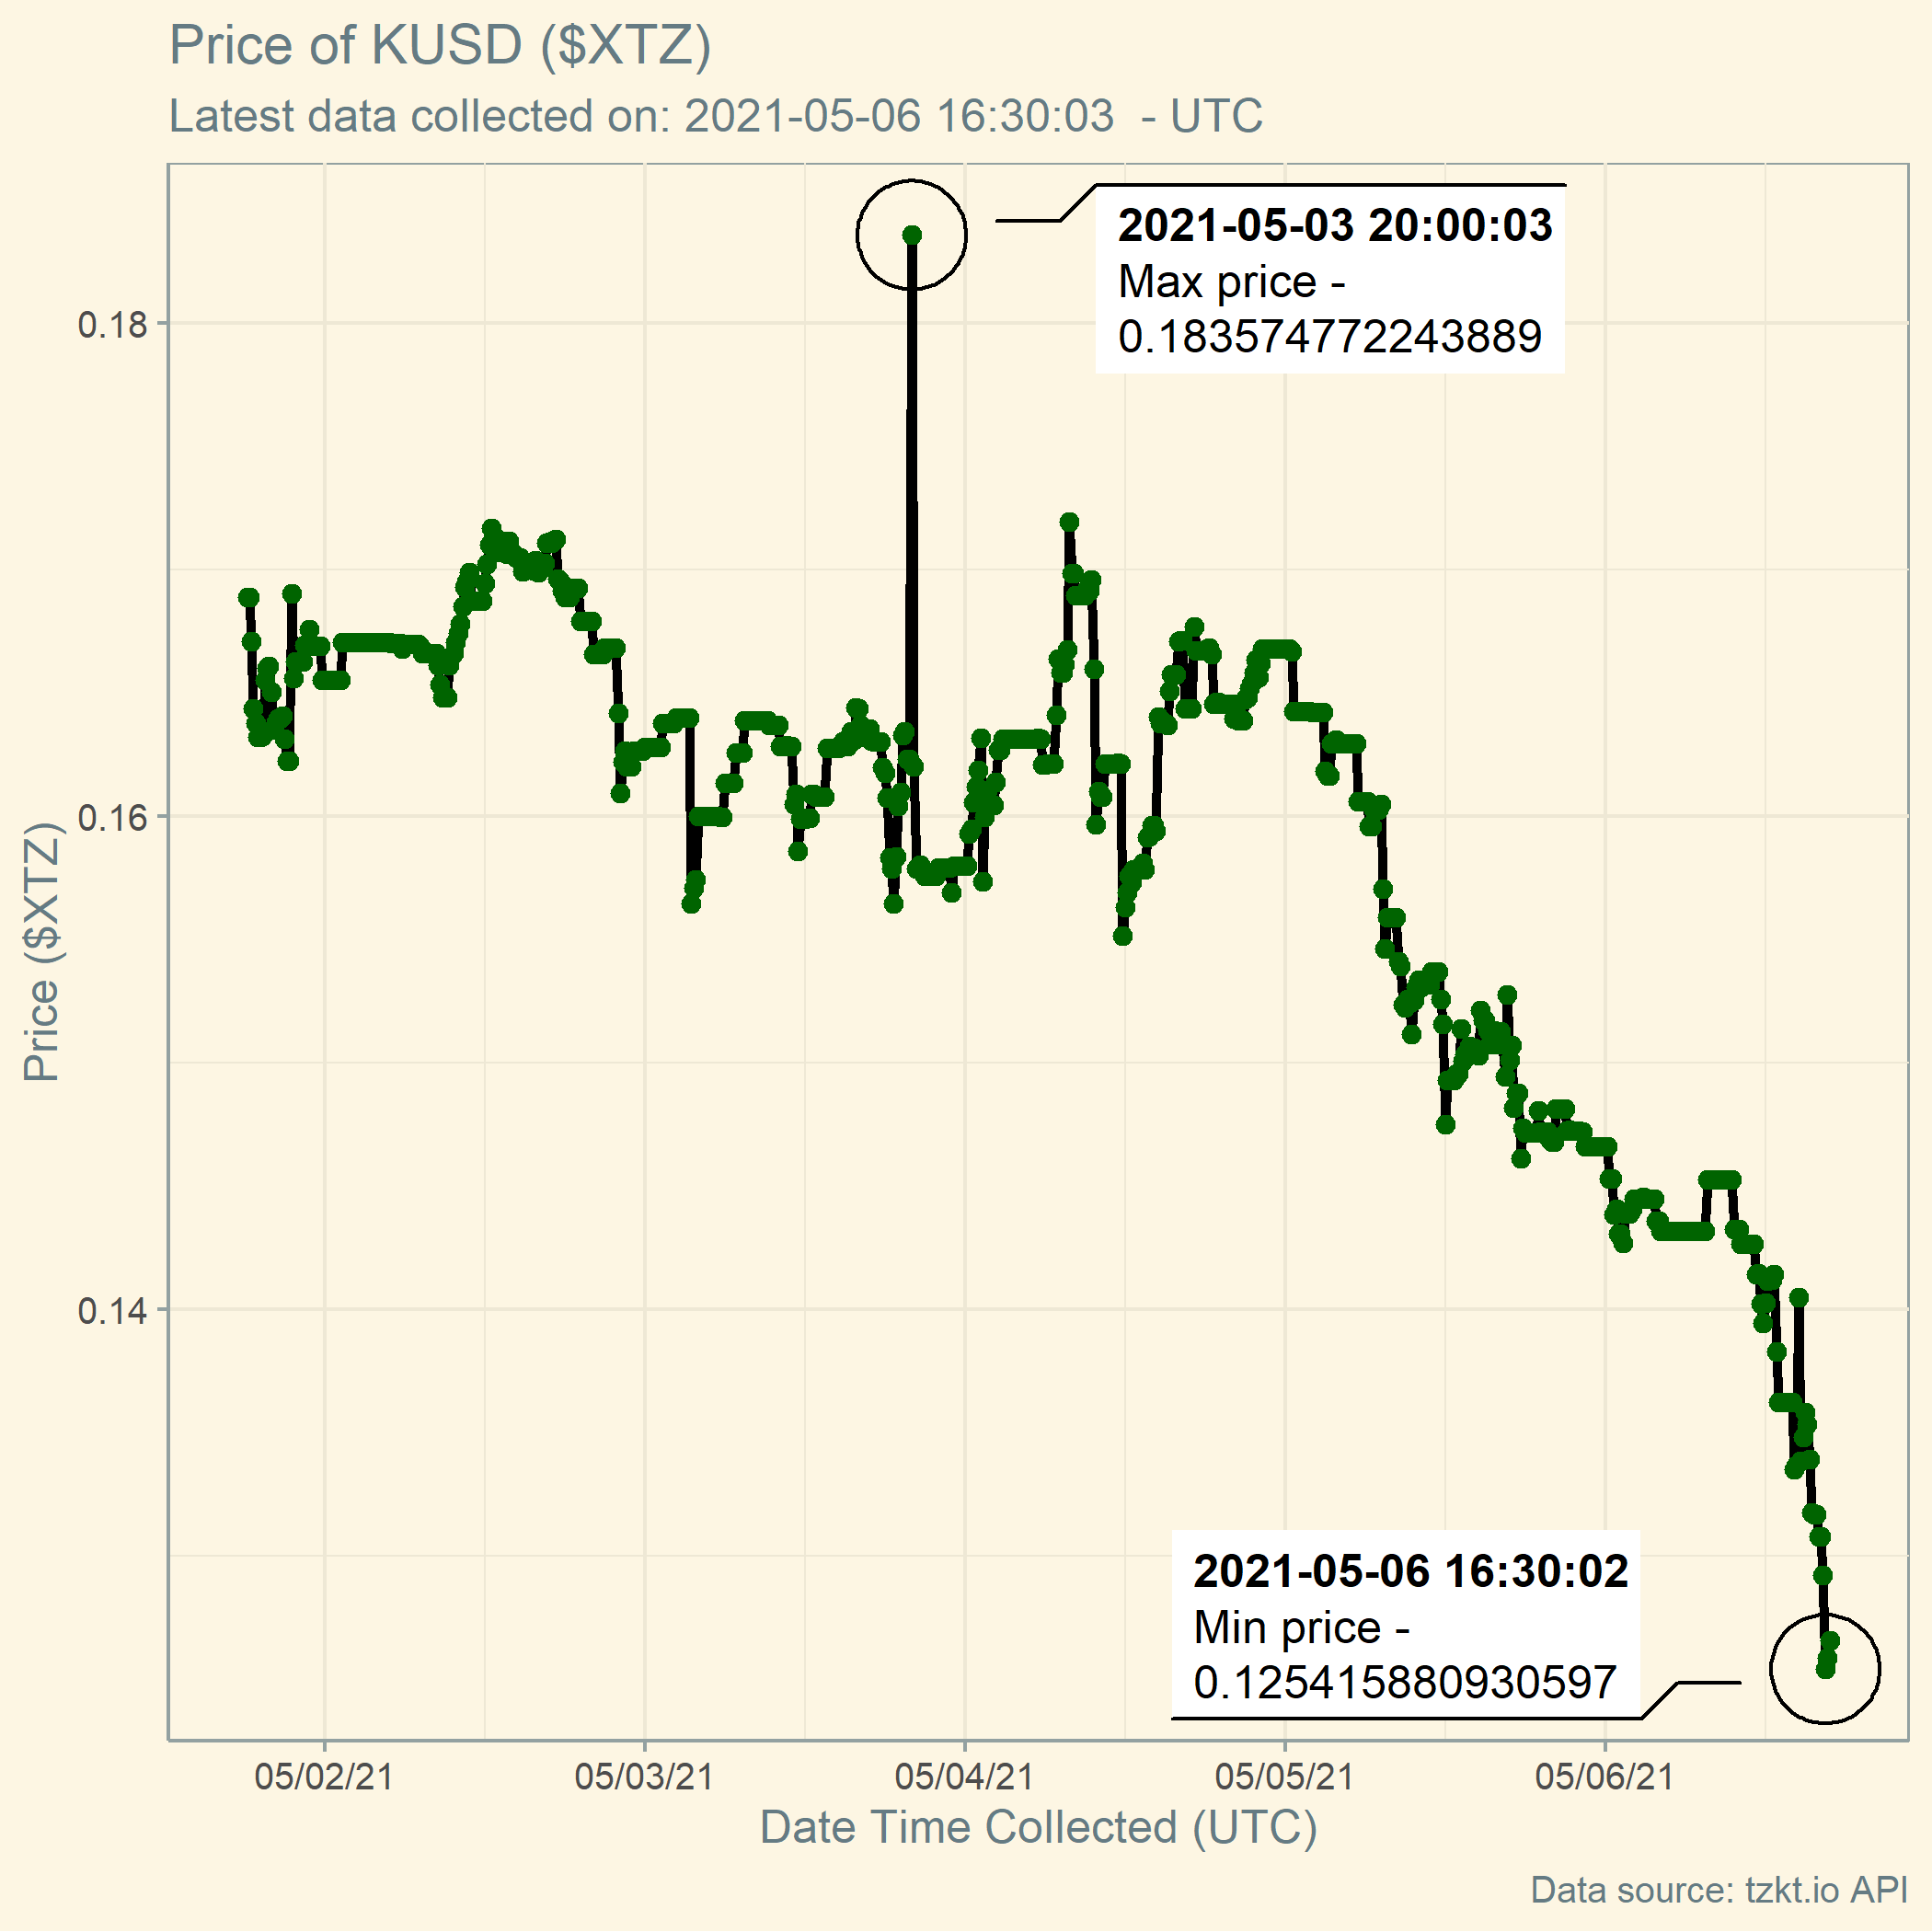 Price of KUSD ($XTZ)
Latest data collected on: 2021-05-06 16:30:03  - UTC
2021-05-03 20:00:03
Max price -
0.183574772243889
0.18
0.16
0.14
Price ($XTZ)
2021-05-06 16:30:02
Min price -
0.125415880930597
05/02/21 05/03/21 05/04/21 05/05/21 05/06/21
Date Time Collected (UTC)
Data source: tzkt.io API